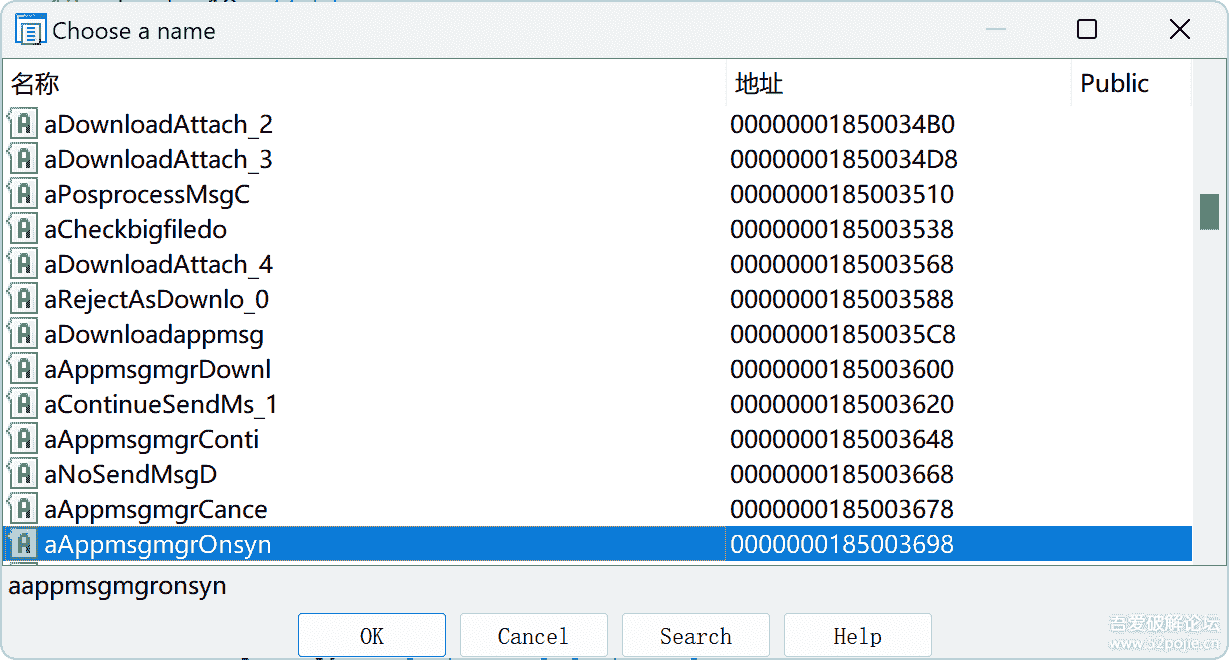 Choose a name
名称 地址 Public
aDownloadAttach_2 00000001850034B0
aDownloadAttach_3 00000001850034D8
aPosprocessMsgC 0000000185003510
aCheckbigfiledo 0000000185003538
aDownloadAttach_4 0000000185003568
aRejectAsDownlo_0 0000000185003588
aDownloadappmsg 00000001850035C8
aAppmsgmgrDownl 0000000185003600
aContinueSendMs_1 0000000185003620
aAppmsgmgrConti 0000000185003648
aNoSendMsgD 0000000185003668
aAppmsgmgrCance 0000000185003678
aAppmsgmgrOnsyn 0000000185003698
aappmsgmgronsyn
OK Cancel Search Help
吾爱破解论坛
www.52pojie.cn